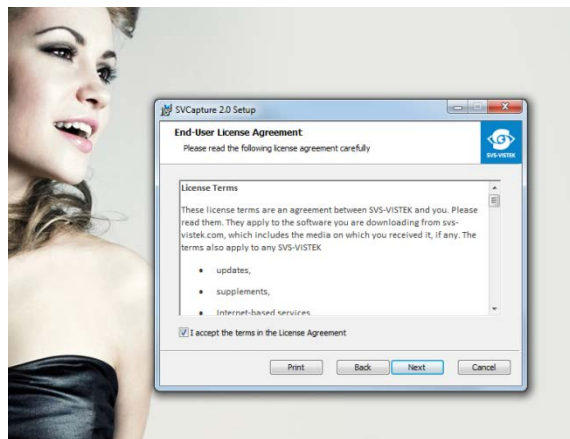 SVCapture 2.0 Setup
End-User License Agreement
Please read the following license agreement carefully
SVS-VISTEK
License Terms
These license terms are an agreement between SVS-VISTEK and you. Please
read them. They apply to the software you are downloading from svs-
vistek.com, which includes the media on which you received it, if any. The
terms also apply to any SVS-VISTEK
• updates,
• supplements,
• Internet-based services
I accept the terms in the License Agreement
Print Back Next Cancel